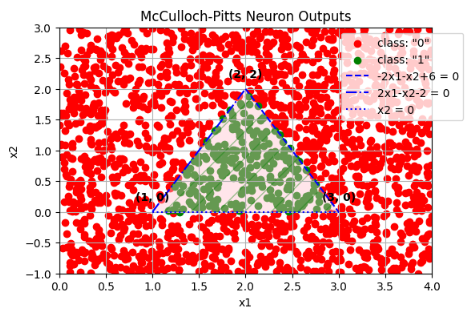 McCulloch-Pitts Neuron Outputs
3.0
2.5
2.0
1.5
1.0
0.5
0.0
−0.5
−1.0
x2
(2, 2)
(1, 0)
(3, 0)
class: "0"
class: "1"
-2x1-x2+6 = 0
2x1-x2-2 = 0
x2 = 0
0.0 0.5 1.0 1.5 2.0 2.5 3.0 3.5 4.0
x1